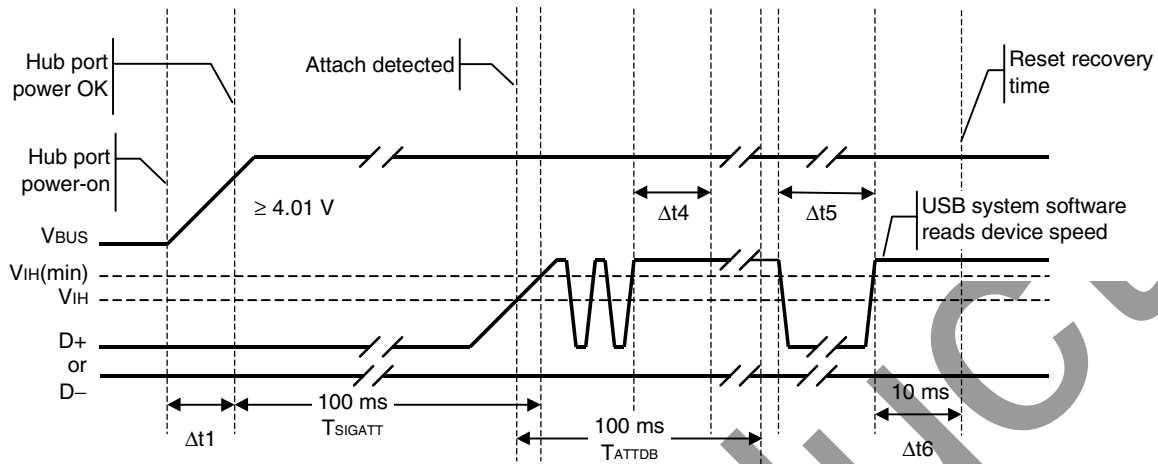 Hub port
power OK
Attach detected
Reset recovery
time
Hub port
power-on
≥ 4.01 V
Δt4
Δt5
USB system software
reads device speed
VBUS
VIH(min)
VIH
D+
or
D−
100 ms
TSIGATT
Δt1
100 ms
TATTDB
10 ms
Δt6